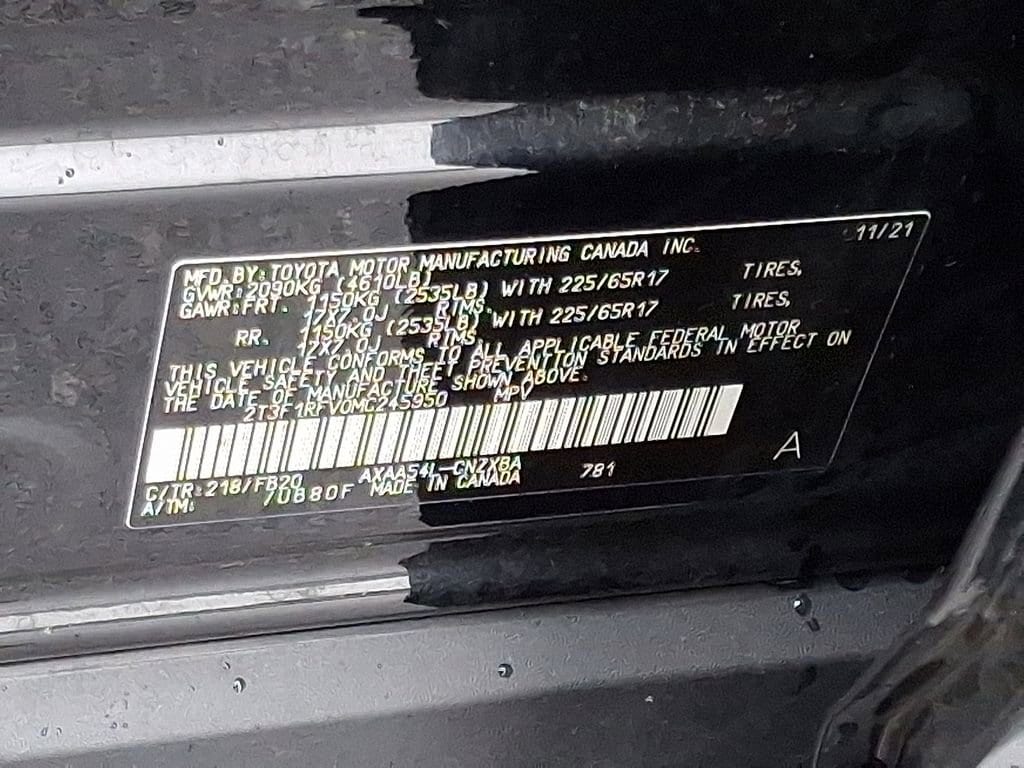 11/21
MFD. BY: TOYOTA MOTOR MANUFACTURING CANADA INC.
GVWR: 2090KG (4610LB)
GAWR: FRT. 1150KG (2535LB) WITH 225/65R17 TIRES,
17X7.0J RIMS.
RR. 1150KG (2535LB) WITH 225/65R17 TIRES,
17X7.0J RIMS.
THIS VEHICLE CONFORMS TO ALL APPLICABLE FEDERAL MOTOR
VEHICLE SAFETY AND THEFT PREVENTION STANDARDS IN EFFECT ON
THE DATE OF MANUFACTURE SHOWN ABOVE.
2T3F1RFV0MC245950 MPV
C/TR: 218/FB20 AXAA54L-CNZXBA 781 A
A/TM: /UB80F MADE IN CANADA